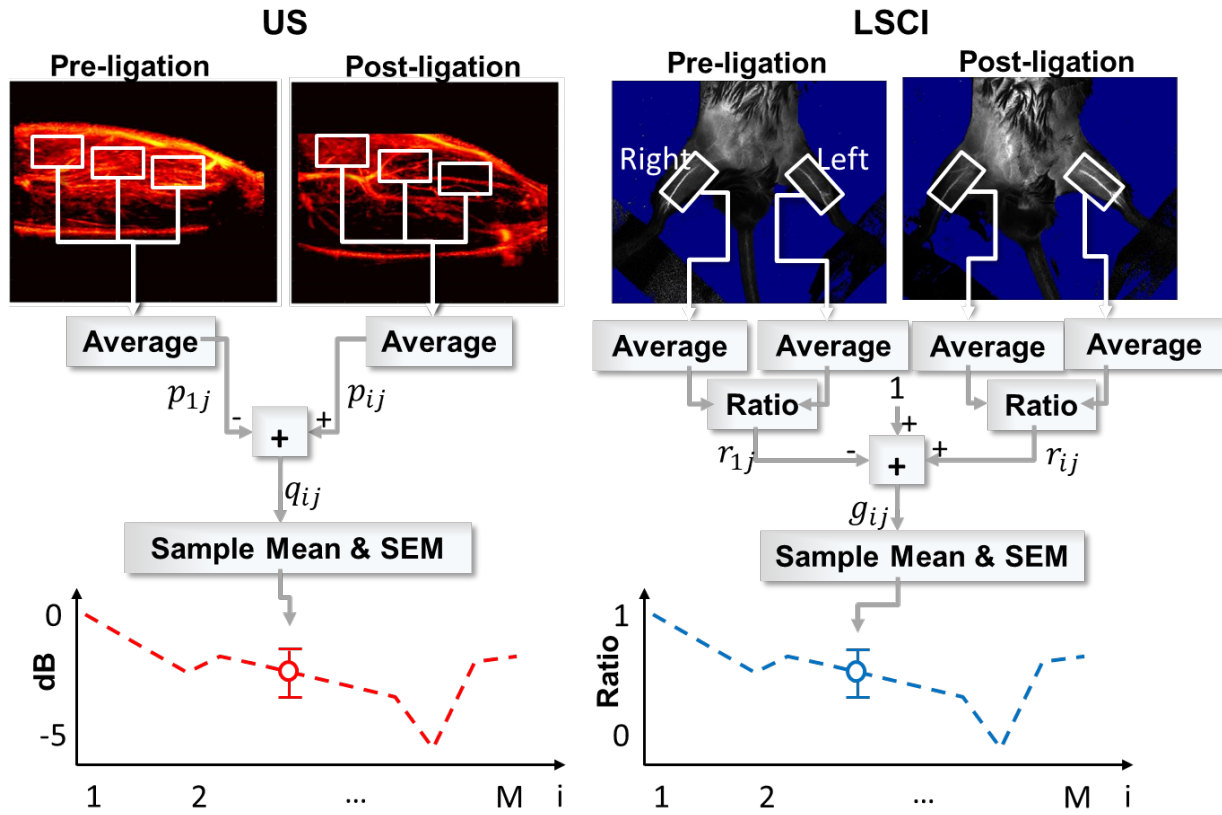 US
LSCI
Pre-ligation
Post-ligation
Pre-ligation
Post-ligation
Right
Left
Average
Average
Average
Average
Average
Average
p₁ⱼ
-
+
pᵢⱼ
+
Ratio
1
Ratio
+
r₁ⱼ
-
+
rᵢⱼ
+
qᵢⱼ
gᵢⱼ
Sample Mean & SEM
Sample Mean & SEM
0
dB
-5
1
2
...
M
i
1
Ratio
0
1
2
...
M
i